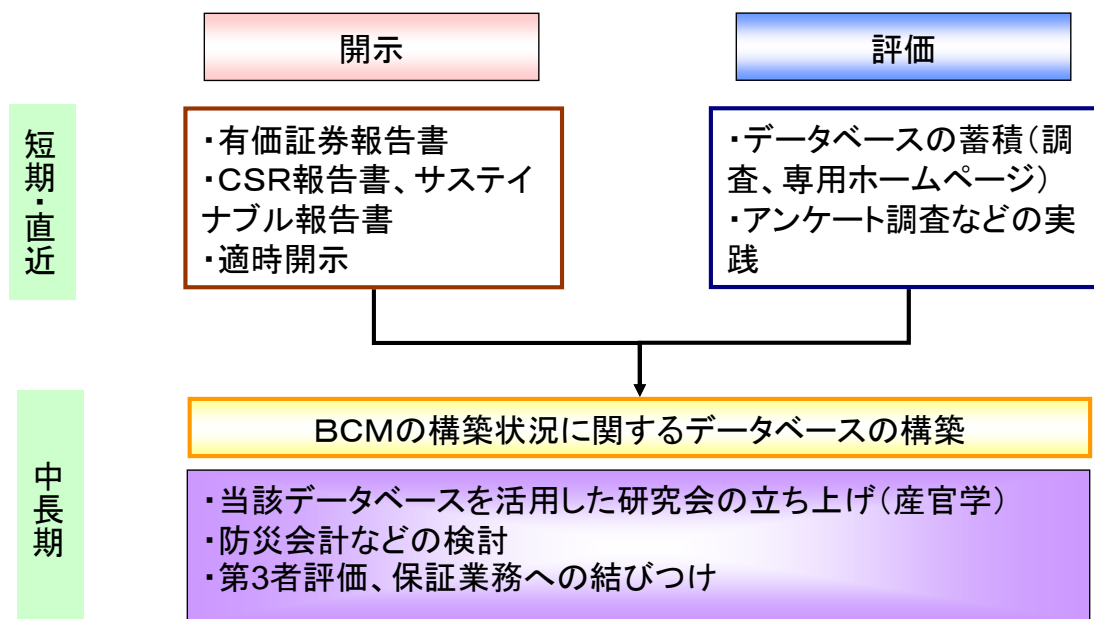 開示
評価
短期・直近
・有価証券報告書
・CSR報告書、サステイ
ナブル報告書
・適時開示
・データベースの蓄積(調
査、専用ホームページ)
・アンケート調査などの実
践
中長期
BCMの構築状況に関するデータベースの構築
・当該データベースを活用した研究会の立ち上げ(産官学)
・防災会計などの検討
・第3者評価、保証業務への結びつけ